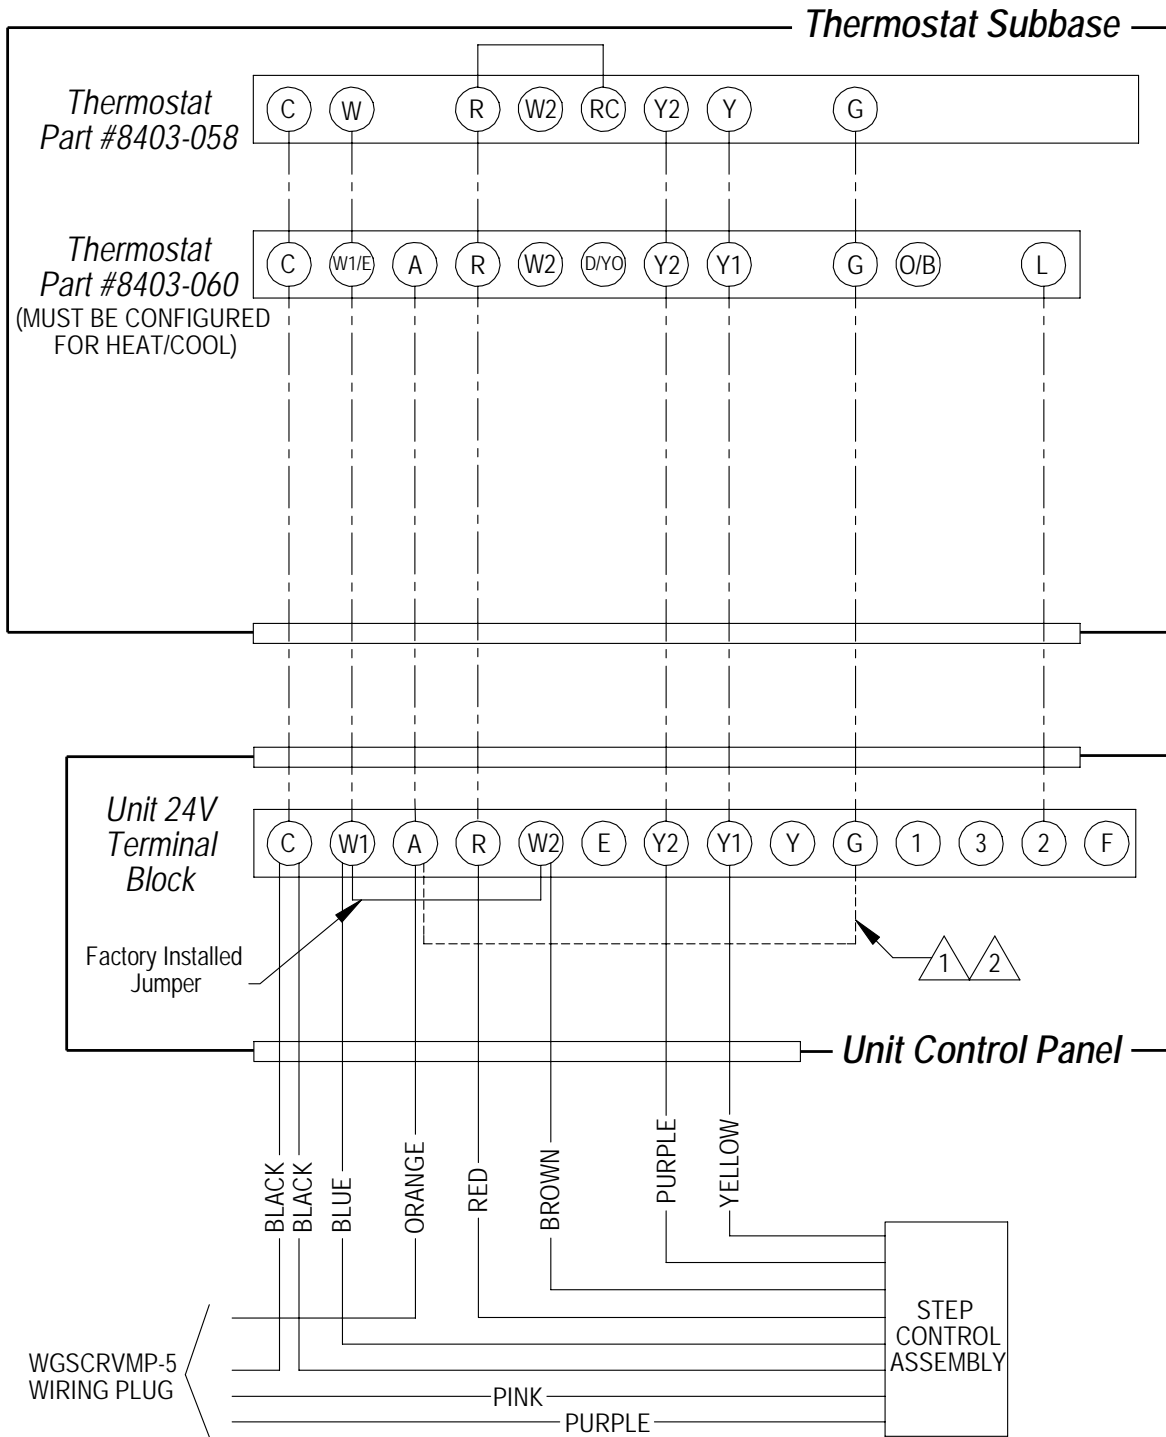 Thermostat Subbase
Thermostat
Part #8403-058
C W R W2 RC Y2 Y G
Thermostat
Part #8403-060
(MUST BE CONFIGURED
FOR HEAT/COOL)
C W1/E A R W2 D/YO Y2 Y1 G O/B L
Unit 24V
Terminal
Block
C W1 A R W2 E Y2 Y1 Y G 1 3 2 F
Factory Installed
Jumper
1 2
Unit Control Panel
BLACK
BLACK
BLUE
ORANGE
RED
BROWN
PURPLE
YELLOW
STEP
CONTROL
ASSEMBLY
WGSCRVMP-5
WIRING PLUG
PINK
PURPLE